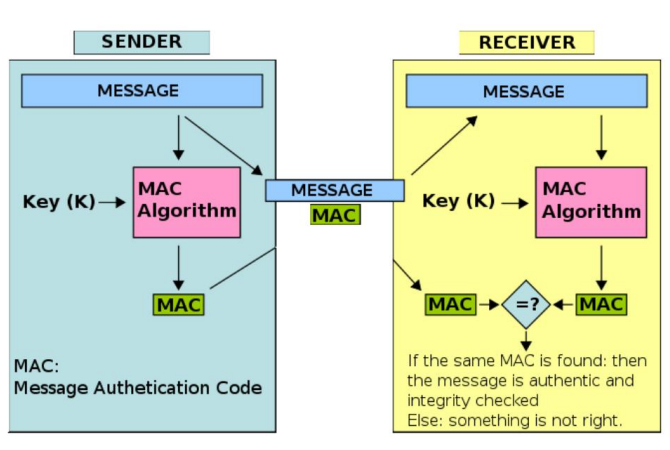 SENDER
RECEIVER
MESSAGE
MESSAGE
Key (K)
MAC
Algorithm
MESSAGE
MAC
Key (K)
MAC
Algorithm
MAC
MAC
=?
MAC
MAC:
Message Authetication Code
If the same MAC is found: then
the message is authentic and
integrity checked
Else: something is not right.